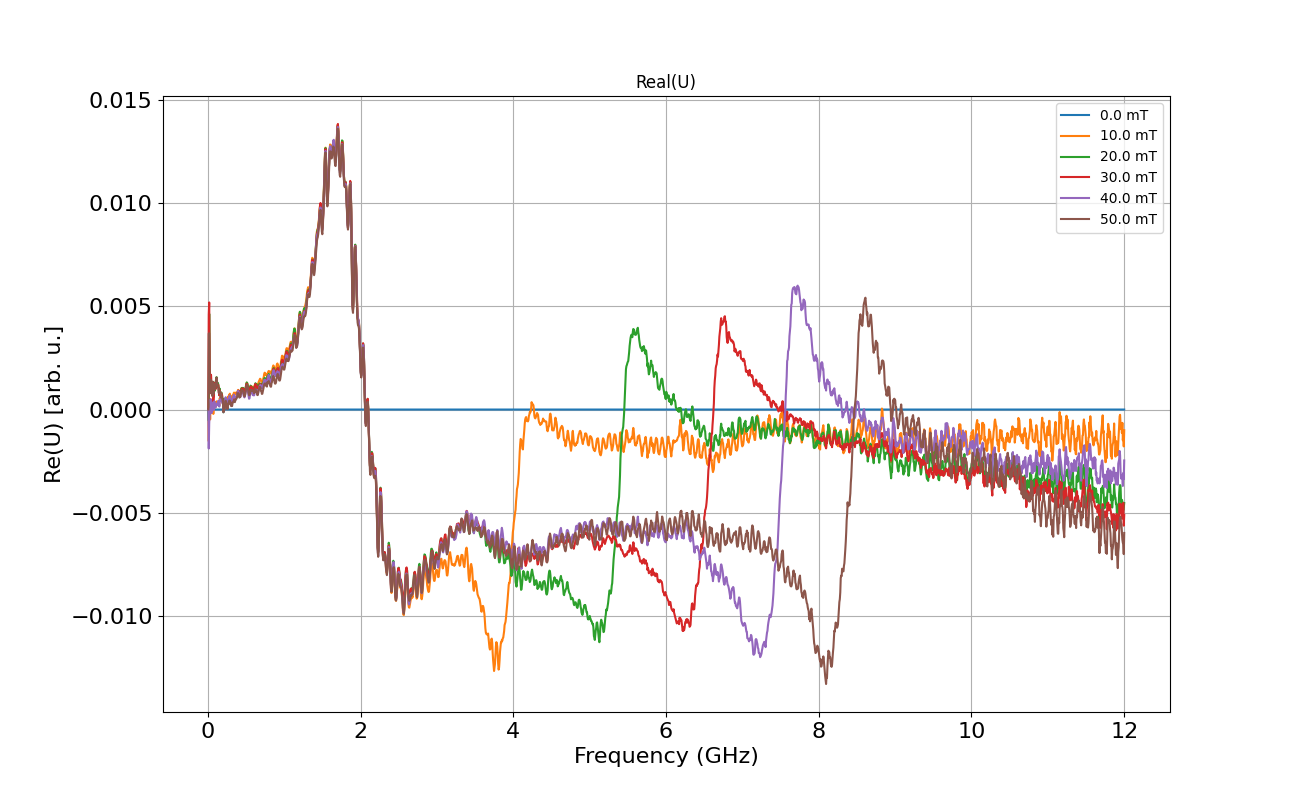 Real(U)
0.015
0.010
0.005
0.000
−0.005
−0.010
Re(U) [arb. u.]
0.0 mT
10.0 mT
20.0 mT
30.0 mT
40.0 mT
50.0 mT
0 2 4 6 8 10 12
Frequency (GHz)